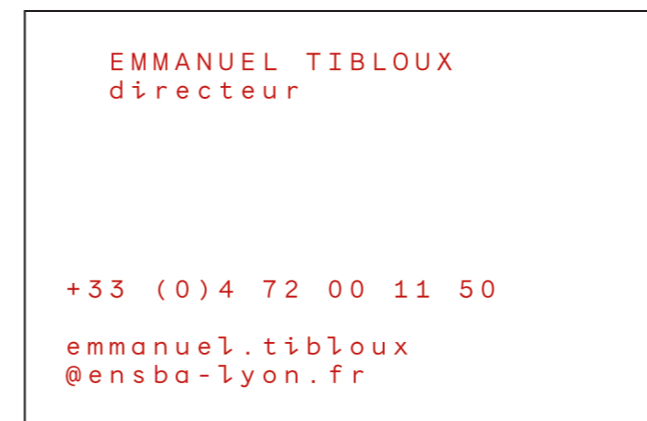 EMMANUEL TIBLOUX
directeur
+33 (0)4 72 00 11 50
emmanuel.tibloux
@ensba-lyon.fr